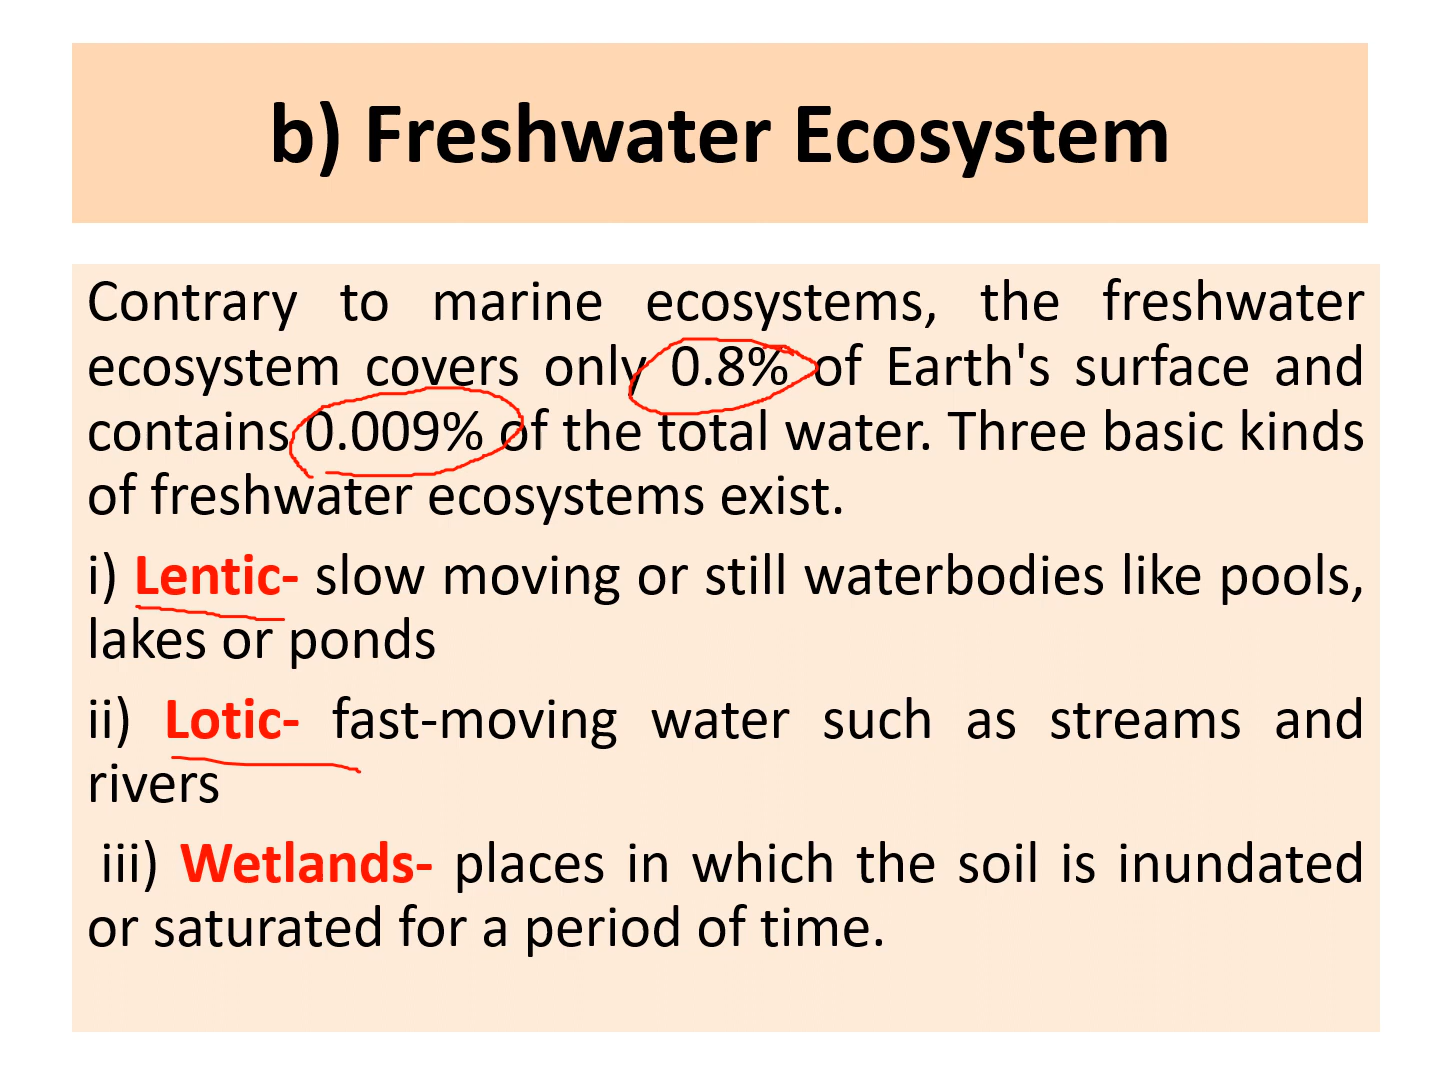 b) Freshwater Ecosystem
Contrary to marine ecosystems, the freshwater
ecosystem covers only 0.8% of Earth's surface and
contains 0.009% of the total water. Three basic kinds
of freshwater ecosystems exist.
i) Lentic- slow moving or still waterbodies like pools,
lakes or ponds
ii) Lotic- fast-moving water such as streams and
rivers
iii) Wetlands- places in which the soil is inundated
or saturated for a period of time.